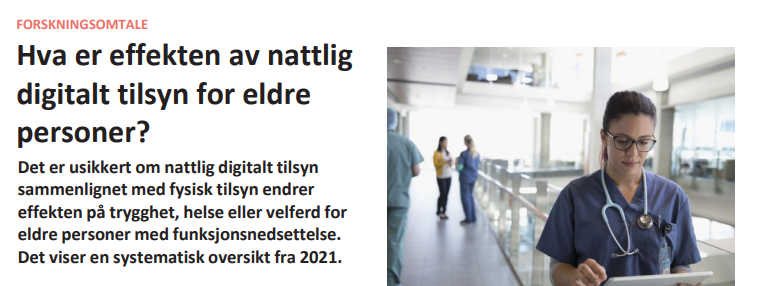 FORSKNINGSOMTALE
Hva er effekten av nattlig
digitalt tilsyn for eldre
personer?
Det er usikkert om nattlig digitalt tilsyn
sammenlignet med fysisk tilsyn endrer
effekten på trygghet, helse eller velferd for
eldre personer med funksjonsnedsettelse.
Det viser en systematisk oversikt fra 2021.